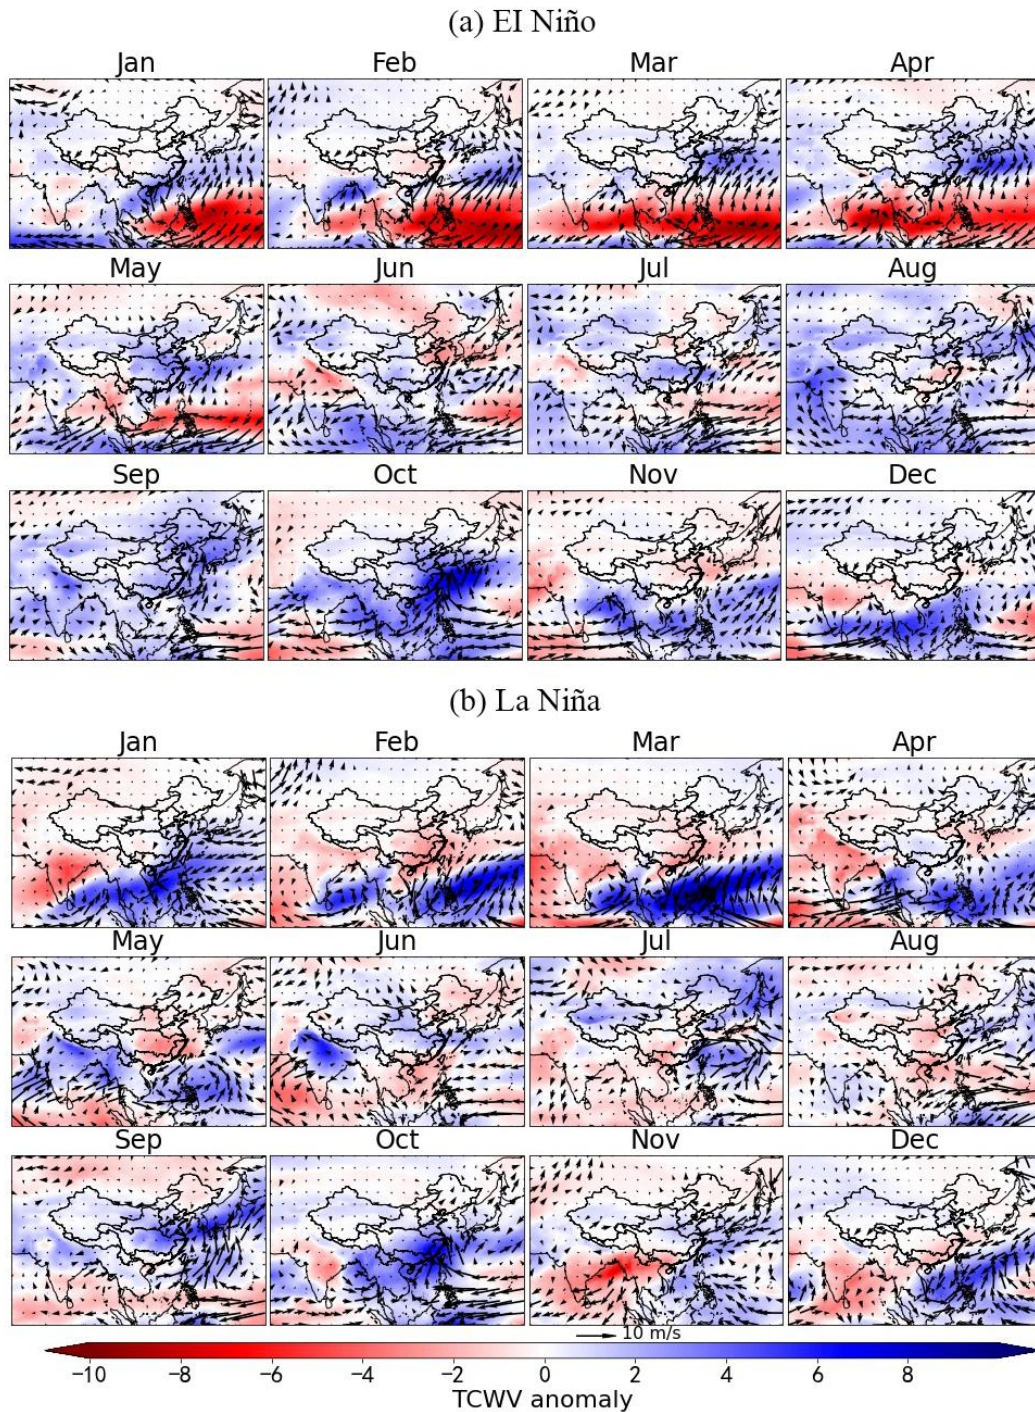 (a) EI Niño
Jan Feb Mar Apr
May Jun Jul Aug
Sep Oct Nov Dec
(b) La Niña
Jan Feb Mar Apr
May Jun Jul Aug
Sep Oct Nov Dec
10 m/s
−10 −8 −6 −4 −2 0 2 4 6 8
TCWV anomaly